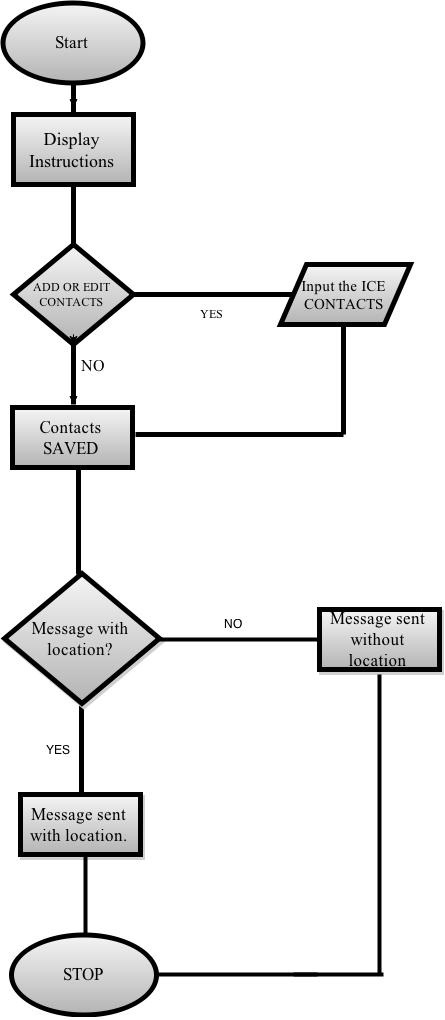 Start
Display
Instructions
ADD OR EDIT
CONTACTS
YES
Input the ICE
CONTACTS
NO
Contacts
SAVED
Message with
location?
NO
Message sent
without
location
YES
Message sent
with location.
STOP